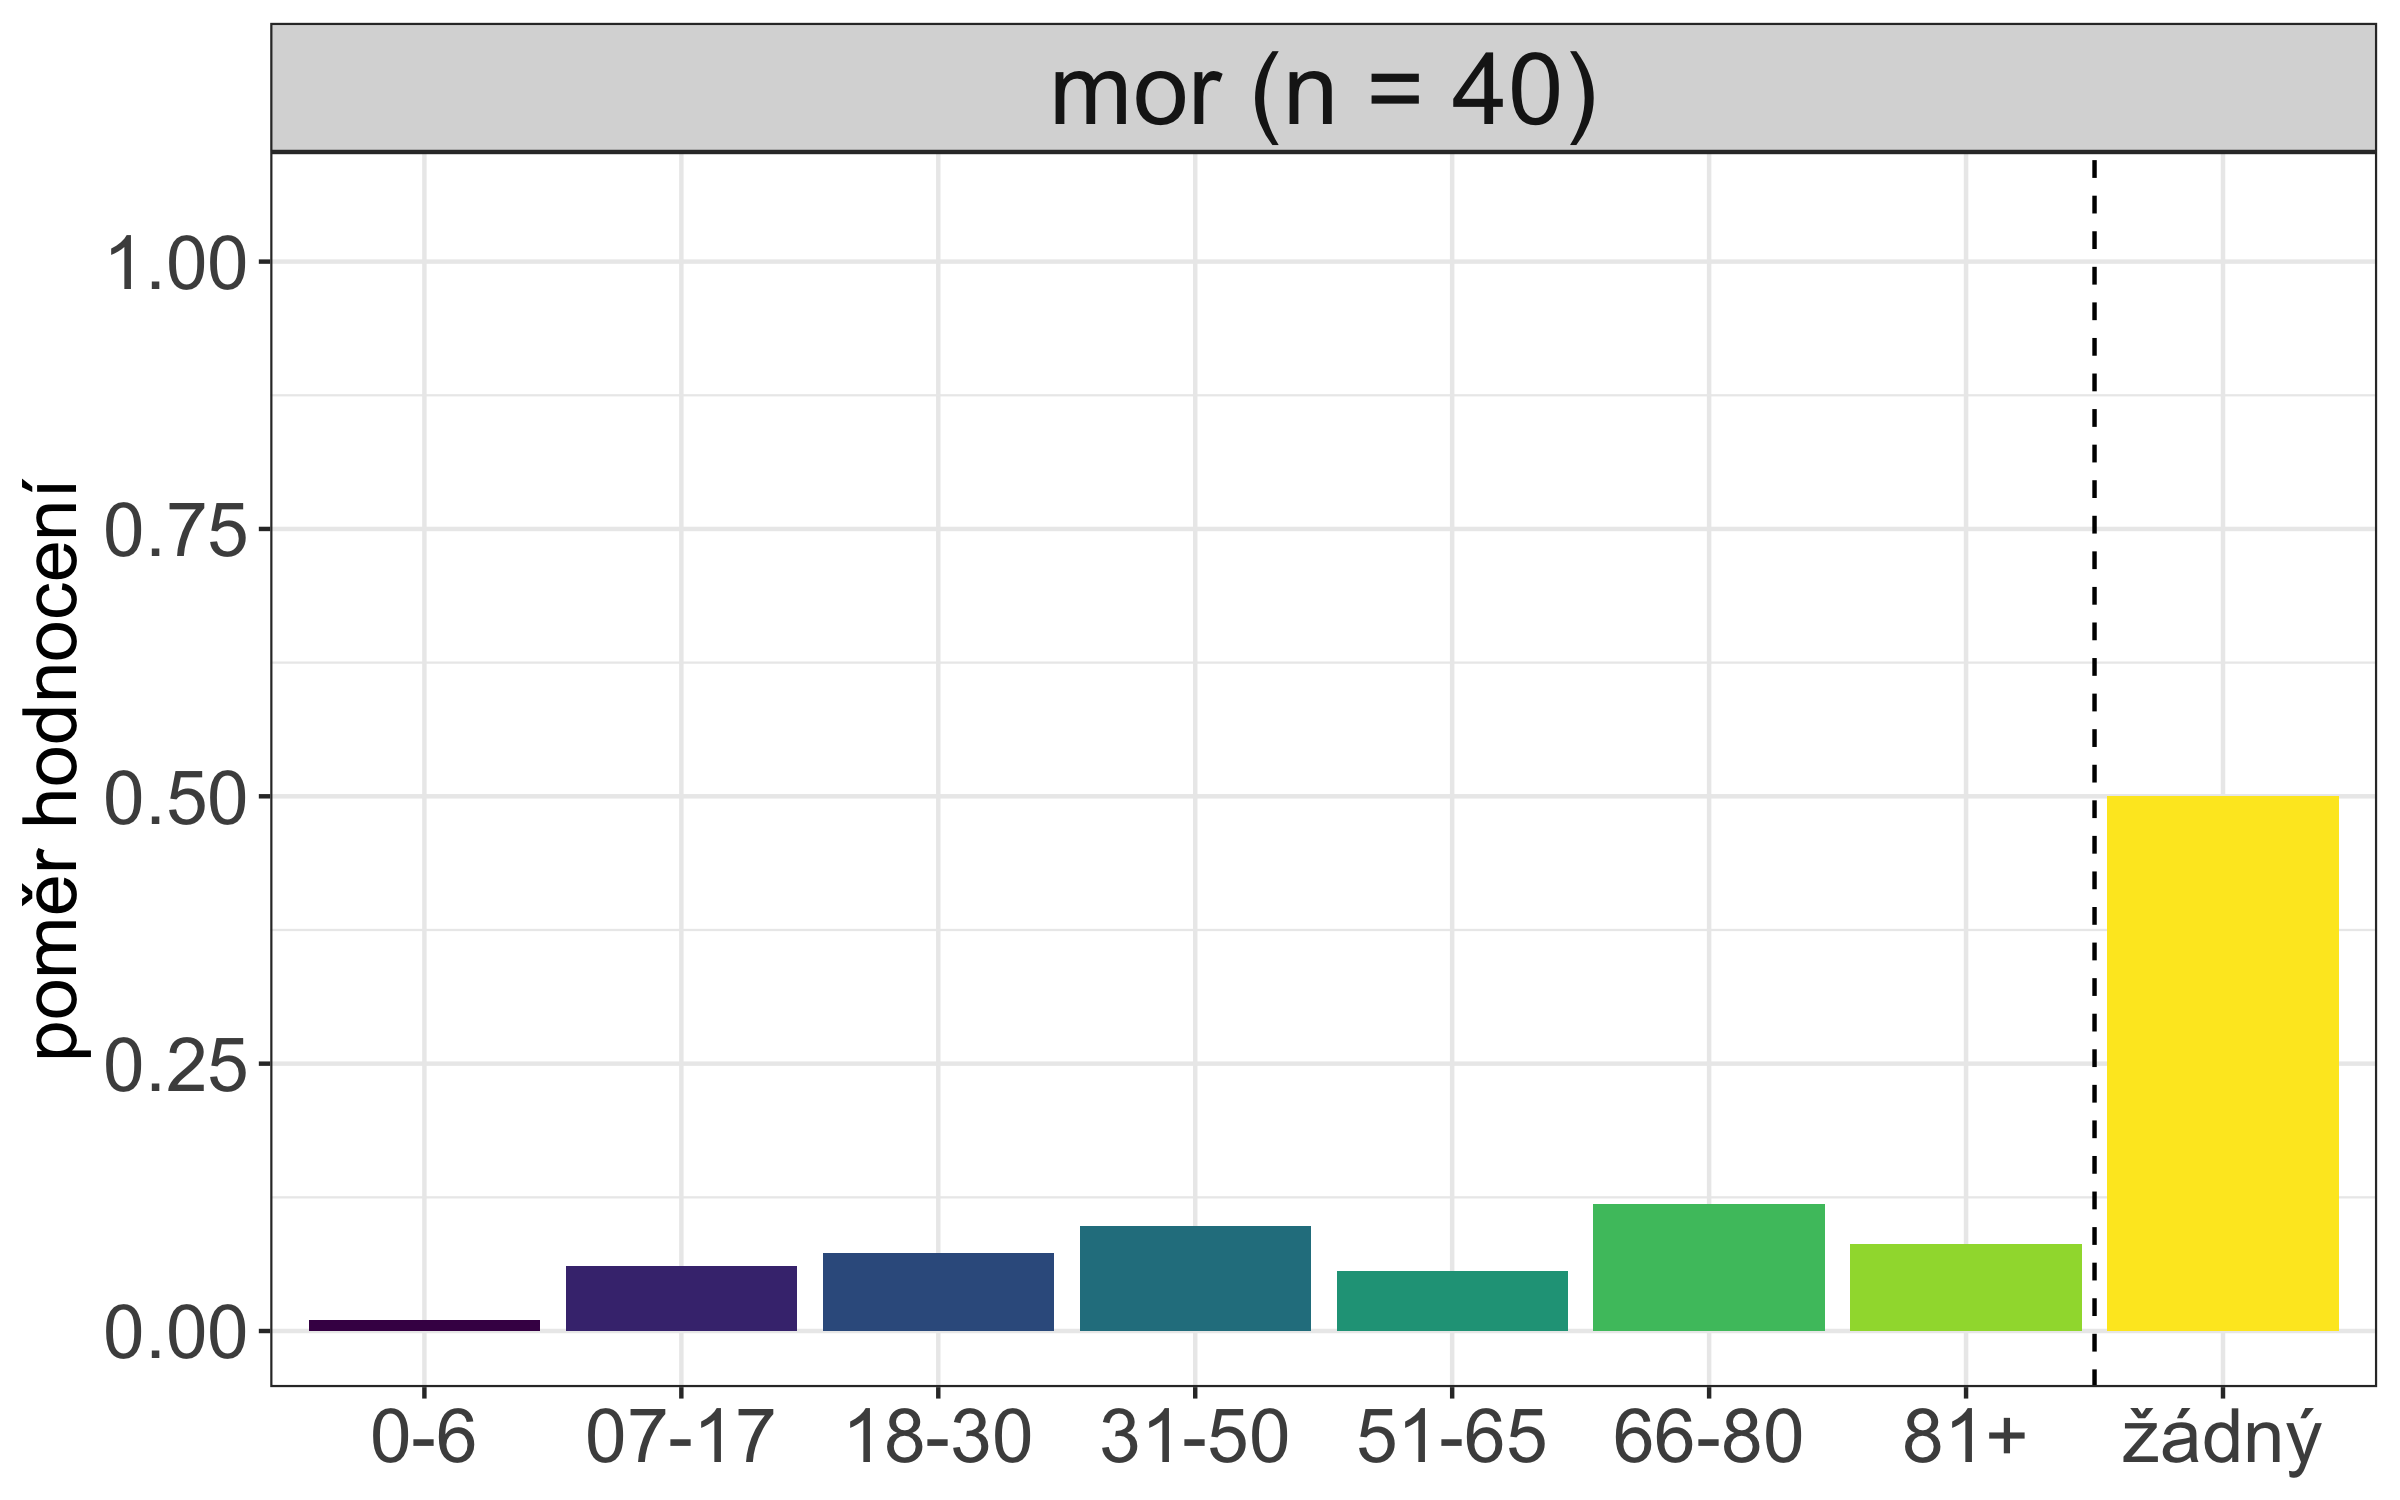 mor (n = 40)
poměr hodnocení
1.00
0.75
0.50
0.25
0.00
0-6 07-17 18-30 31-50 51-65 66-80 81+ žádný